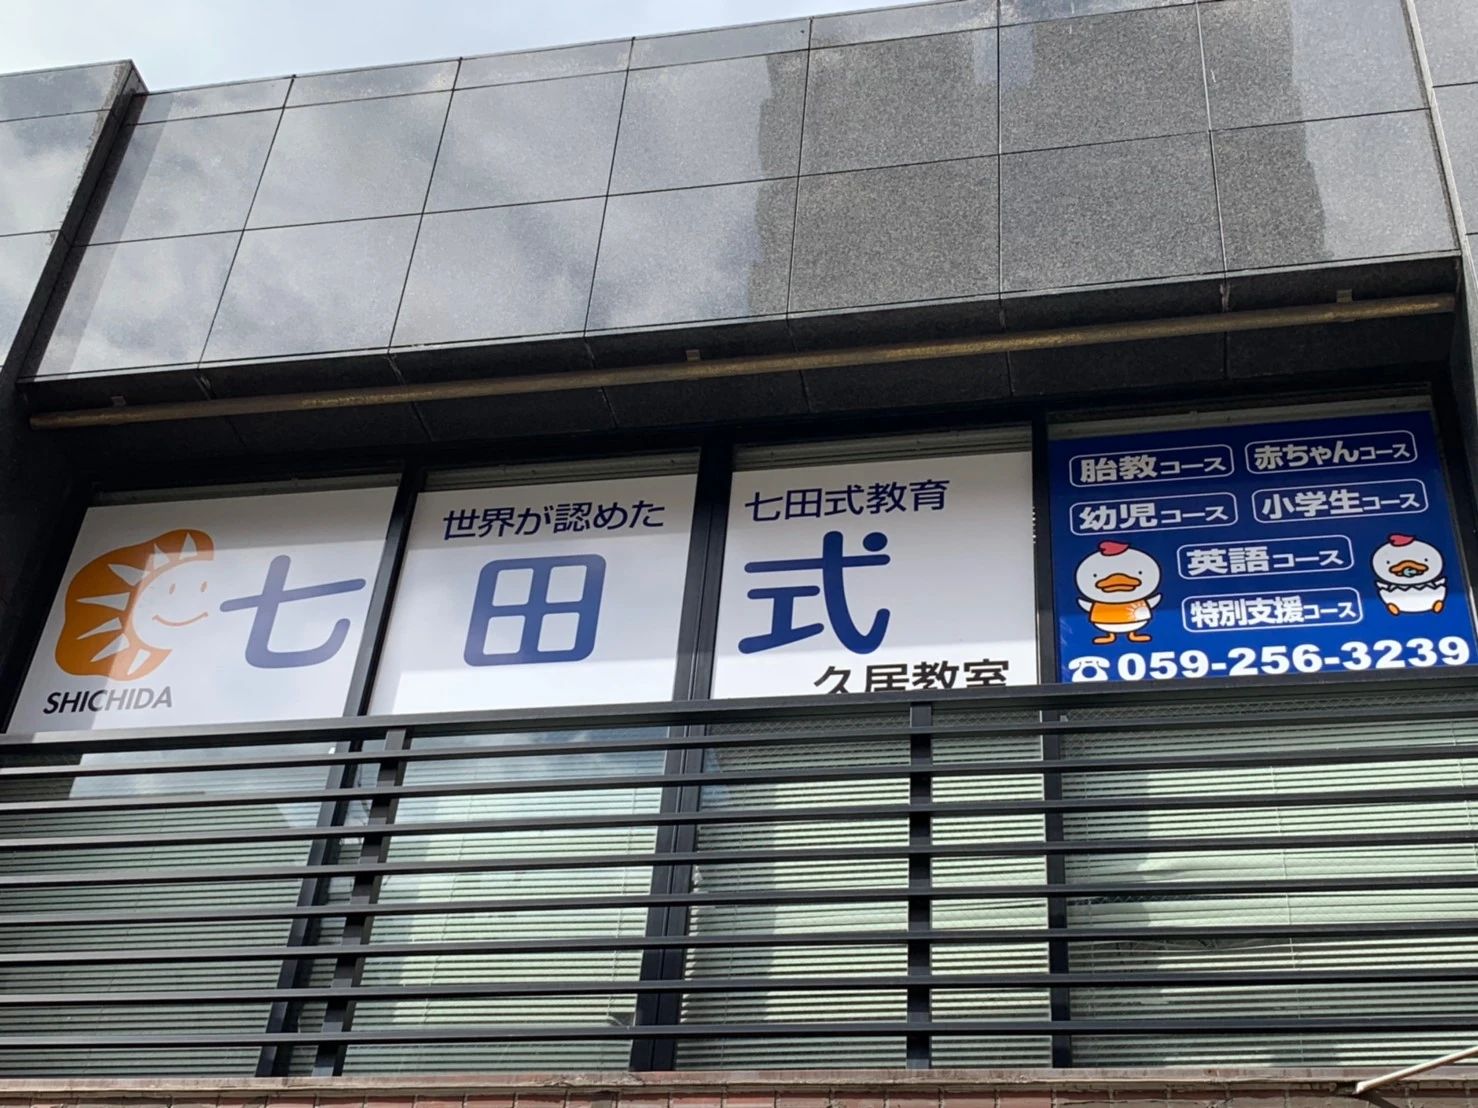 SHICHIDA
世界が認めた
七田式教育
七田式
久居教室
胎教コース
赤ちゃんコース
幼児コース
小学生コース
英語コース
特別支援コース
☎059-256-3239